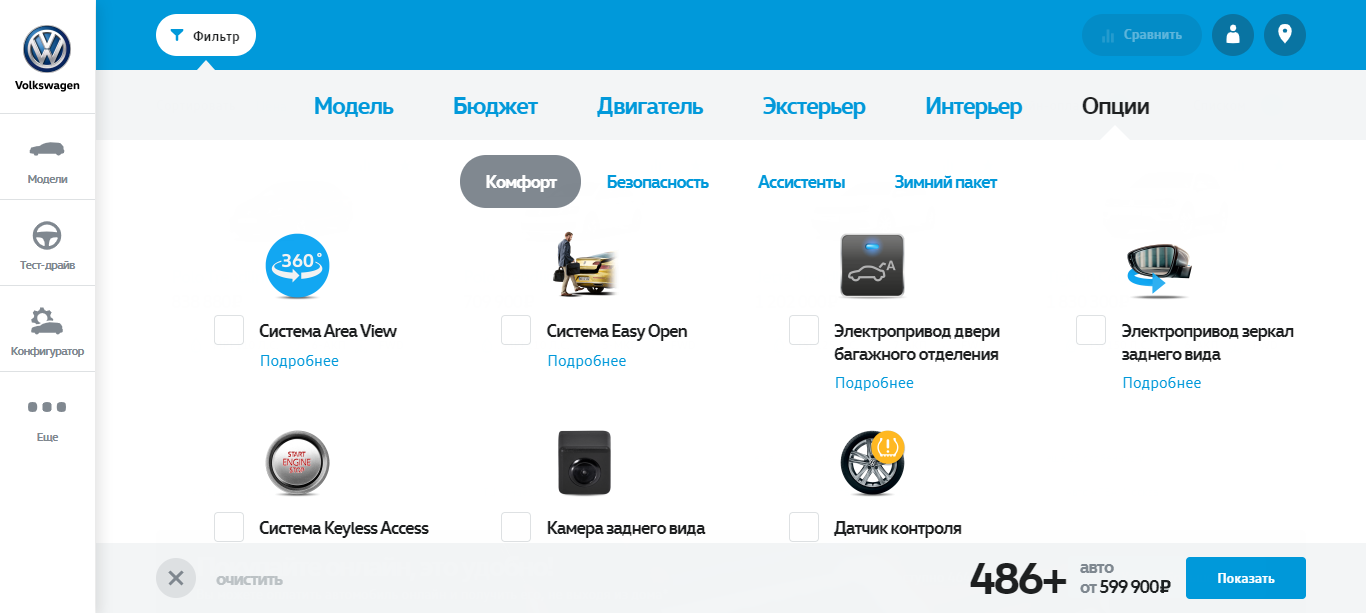 Фильтр
Сравнить
Volkswagen
Модель Бюджет Двигатель Экстерьер Интерьер Опции
Модели
Тест-драйв
Конфигуратор
Еще
Комфорт Безопасность Ассистенты Зимний пакет
360°
A
Система Area View
Подробнее
Система Easy Open
Подробнее
Электропривод двери
багажного отделения
Подробнее
Электропривод зеркал
заднего вида
Подробнее
START
ENGINE
STOP
Система Keyless Access
Камера заднего вида
Датчик контроля
очистить
486+
авто
от 599 900₽
Показать